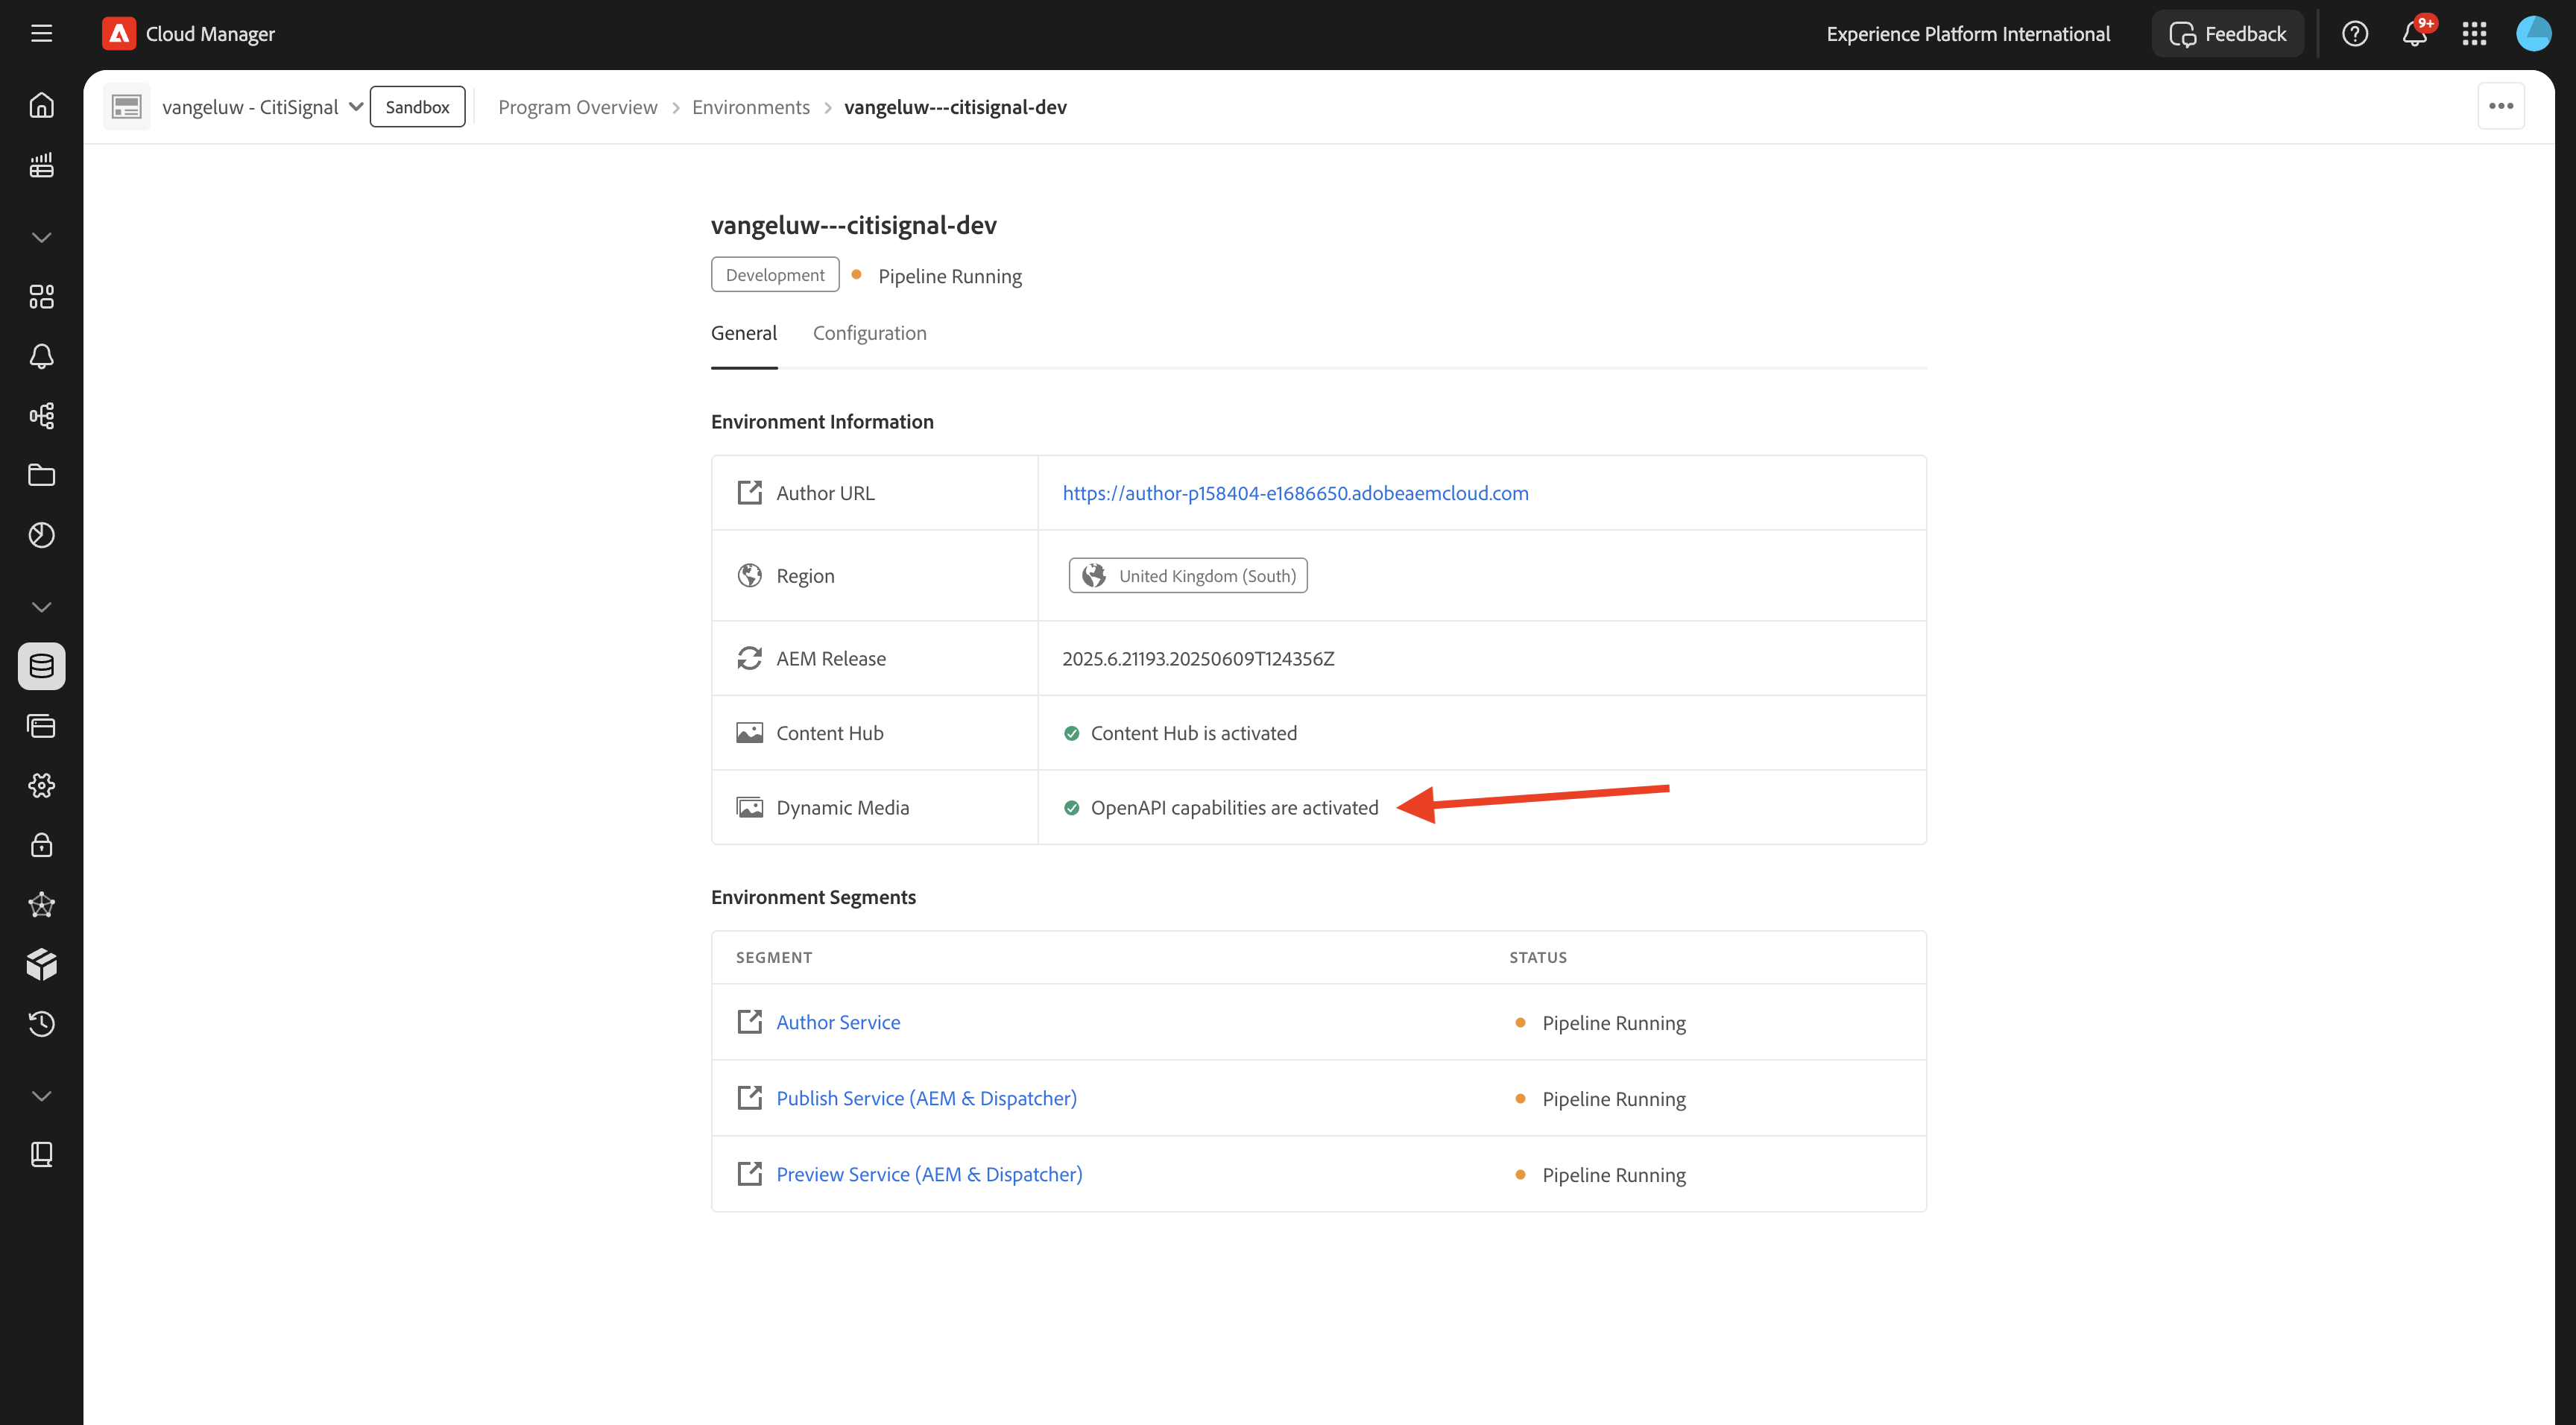 Cloud Manager
Experience Platform International
Feedback
9+
vangeluw - CitiSignal
Sandbox
Program Overview
Environments
vangeluw---citisignal-dev
vangeluw---citisignal-dev
Development
Pipeline Running
General
Configuration
Environment Information
Author URL
https://author-p158404-e1686650.adobeaemcloud.com
Region
United Kingdom (South)
AEM Release
2025.6.21193.20250609T124356Z
Content Hub
Content Hub is activated
Dynamic Media
OpenAPI capabilities are activated
Environment Segments
SEGMENT
STATUS
Author Service
Pipeline Running
Publish Service (AEM & Dispatcher)
Pipeline Running
Preview Service (AEM & Dispatcher)
Pipeline Running